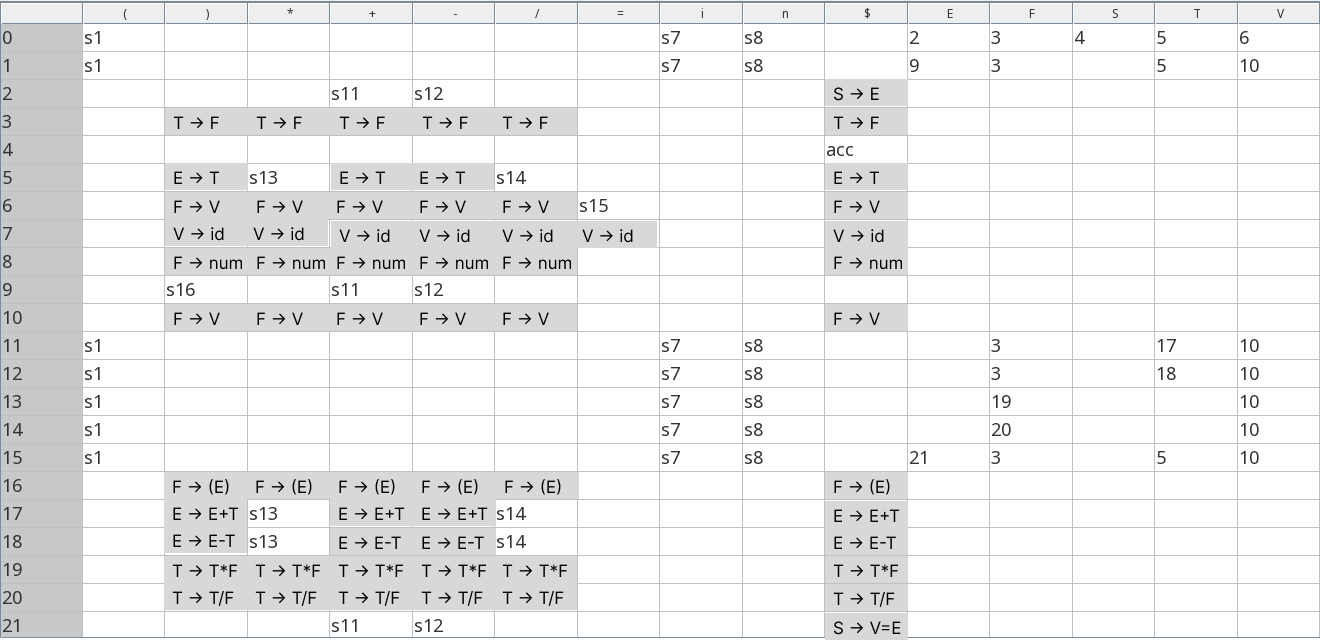 ( ) * + - / = i n $ E F S T V
0 s1 s7 s8 2 3 4 5 6
1 s1 s7 s8 9 3 5 10
2 s11 s12 S → E
3 T → F T → F T → F T → F T → F T → F
4 acc
5 E → T s13 E → T E → T s14 E → T
6 F → V F → V F → V F → V F → V s15 F → V
7 V → id V → id V → id V → id V → id V → id V → id
8 F → num F → num F → num F → num F → num F → num
9 s16 s11 s12
10 F → V F → V F → V F → V F → V F → V
11 s1 s7 s8 3 17 10
12 s1 s7 s8 3 18 10
13 s1 s7 s8 19 10
14 s1 s7 s8 20 10
15 s1 s7 s8 21 3 5 10
16 F → (E) F → (E) F → (E) F → (E) F → (E) F → (E)
17 E → E+T s13 E → E+T E → E+T s14 E → E+T
18 E → E-T s13 E → E-T E → E-T s14 E → E-T
19 T → T*F T → T*F T → T*F T → T*F T → T*F T → T*F
20 T → T/F T → T/F T → T/F T → T/F T → T/F T → T/F
21 s11 s12 S → V=E